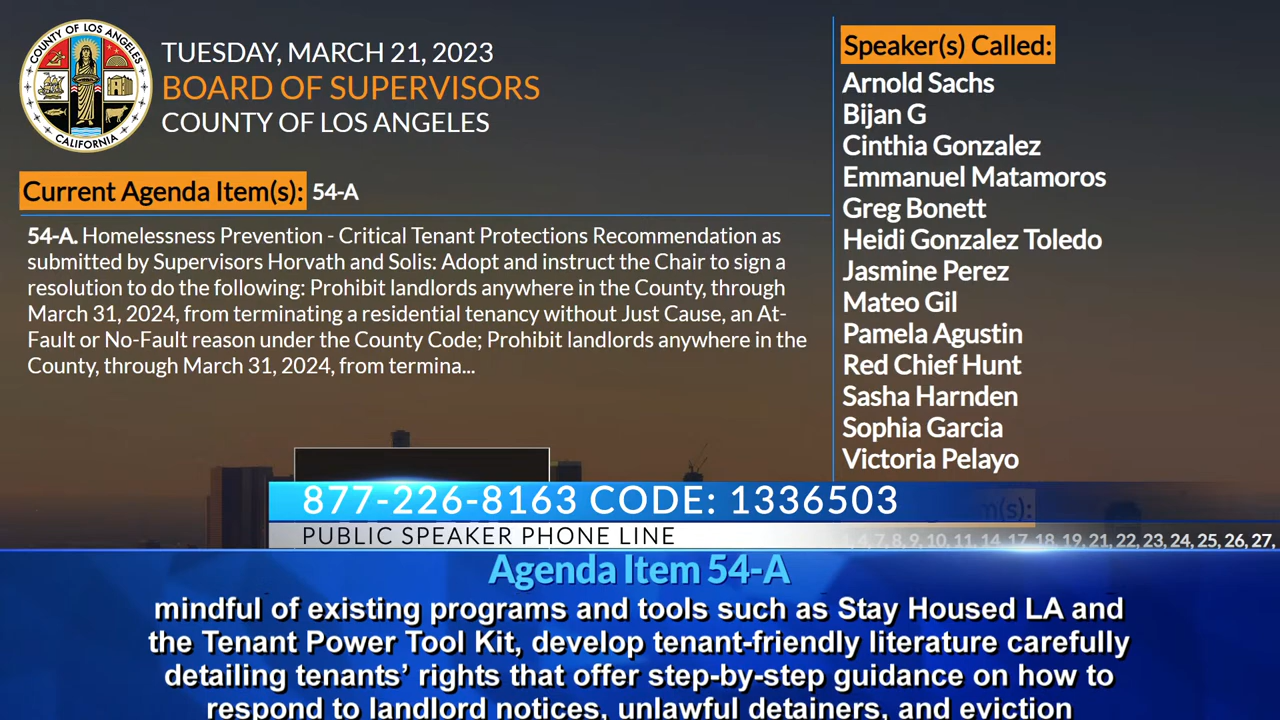 COUNTY OF LOS ANGELES
CALIFORNIA
TUESDAY, MARCH 21, 2023
BOARD OF SUPERVISORS
COUNTY OF LOS ANGELES
Current Agenda Item(s): 54-A
54-A. Homelessness Prevention - Critical Tenant Protections Recommendation as
submitted by Supervisors Horvath and Solis: Adopt and instruct the Chair to sign a
resolution to do the following: Prohibit landlords anywhere in the County, through
March 31, 2024, from terminating a residential tenancy without Just Cause, an At-
Fault or No-Fault reason under the County Code; Prohibit landlords anywhere in the
County, through March 31, 2024, from termina...
Speaker(s) Called:
Arnold Sachs
Bijan G
Cinthia Gonzalez
Emmanuel Matamoros
Greg Bonett
Heidi Gonzalez Toledo
Jasmine Perez
Mateo Gil
Pamela Agustin
Red Chief Hunt
Sasha Harnden
Sophia Garcia
Victoria Pelayo
877-226-8163 CODE: 1336503
PUBLIC SPEAKER PHONE LINE
4, 7, 8, 9, 10, 11, 14, 17, 18, 19, 21, 22, 23, 24, 25, 26, 27,
Agenda Item 54-A
mindful of existing programs and tools such as Stay Housed LA and
the Tenant Power Tool Kit, develop tenant-friendly literature carefully
detailing tenants’ rights that offer step-by-step guidance on how to
respond to landlord notices, unlawful detainers, and eviction